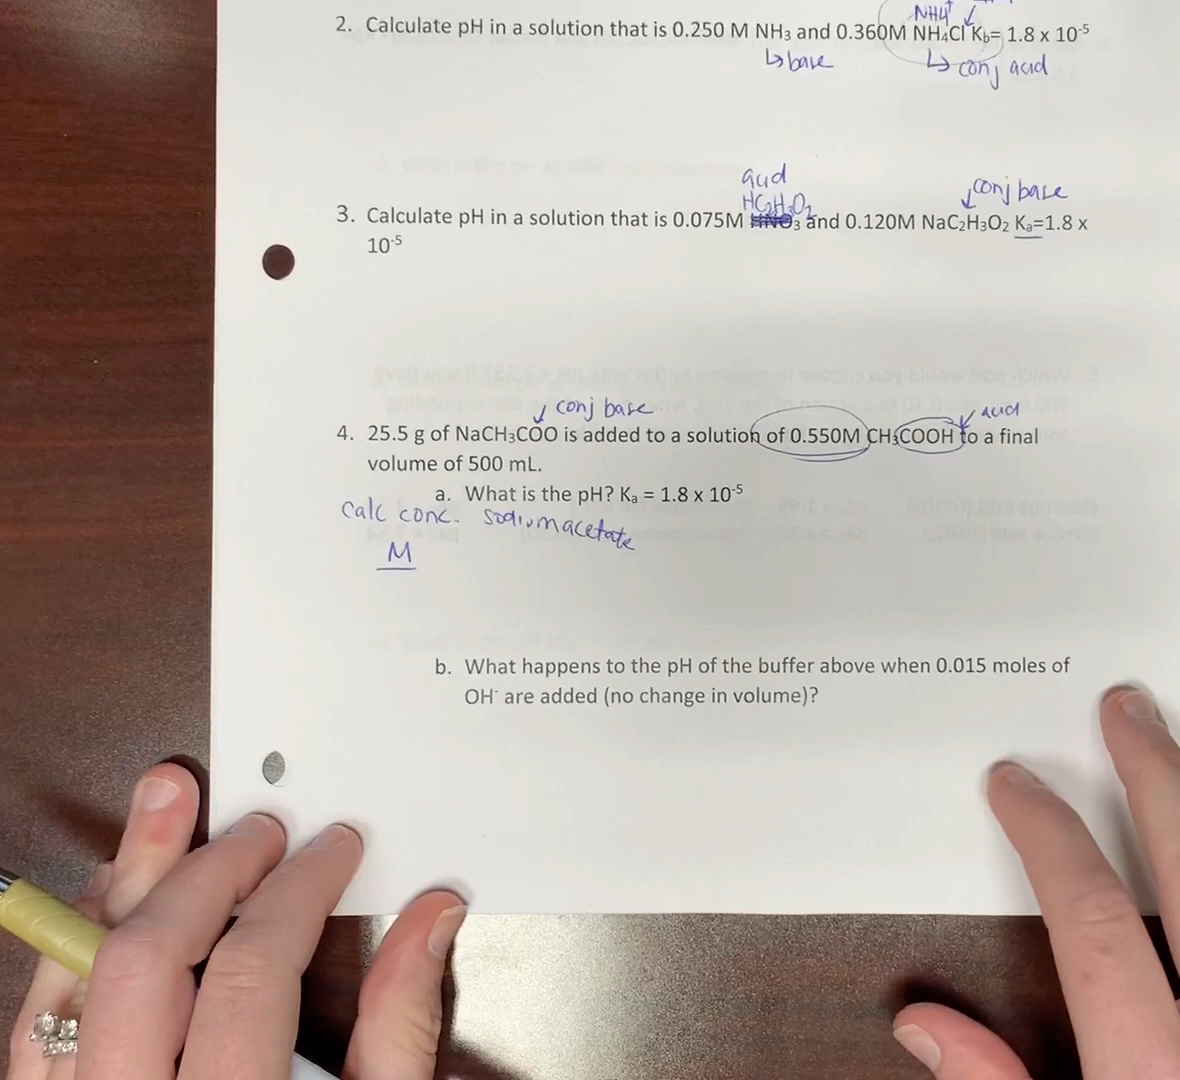 NH4+
2. Calculate pH in a solution that is 0.250 M NH₃ and 0.360M NH₄Cl Kb= 1.8 x 10⁻⁵
↳ base ↳ conj acid
acid
HC2H3O2 ↓conj base
3. Calculate pH in a solution that is 0.075M HNO₃ and 0.120M NaC₂H₃O₂ Ka=1.8 x
10⁻⁵
↓ conj base ↙ acid
4. 25.5 g of NaCH₃COO is added to a solution of 0.550M CH₃COOH to a final
volume of 500 mL.
a. What is the pH? Ka = 1.8 x 10⁻⁵
Calc conc. sodium acetate
M
b. What happens to the pH of the buffer above when 0.015 moles of
OH⁻ are added (no change in volume)?